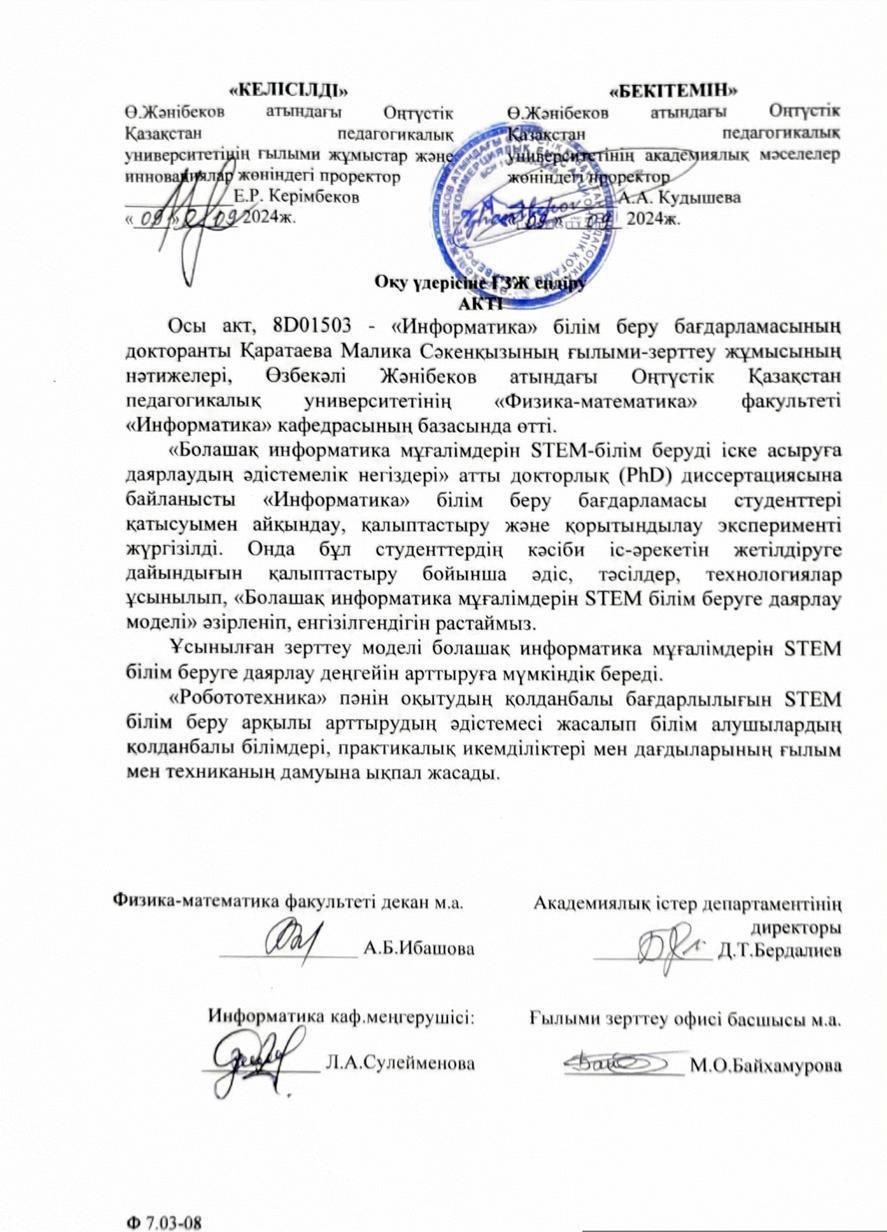 «КЕЛІСІЛДІ»
Ө.Жәнібеков атындағы Оңтүстік
Қазақстан педагогикалық
университетінің ғылыми жұмыстар және
инновациялар жөніндегі проректор
Е.Р. Керімбеков
« 09 » 09 2024ж.
«БЕКІТЕМІН»
Ө.Жәнібеков атындағы Оңтүстік
Қазақстан педагогикалық
университетінің академиялық мәселелер
жөніндегі проректор
А.А. Кудышева
« 09 » 09 2024ж.
Оқу үдерісіне ҒЗЖ ендіру
АКТІ
Осы акт, 8D01503 - «Информатика» білім беру бағдарламасының
докторанты Қаратаева Малика Сәкенқызының ғылыми-зерттеу жұмысының
нәтижелері, Өзбекәлі Жәнібеков атындағы Оңтүстік Қазақстан
педагогикалық университетінің «Физика-математика» факультеті
«Информатика» кафедрасының базасында өтті.
«Болашақ информатика мұғалімдерін STEM-білім беруді іске асыруға
даярлаудың әдістемелік негіздері» атты докторлық (PhD) диссертациясына
байланысты «Информатика» білім беру бағдарламасы студенттері
қатысуымен айқындау, қалыптастыру және қорытындылау эксперименті
жүргізілді. Онда бұл студенттердің кәсіби іс-әрекетін жетілдіруге
дайындығын қалыптастыру бойынша әдіс, тәсілдер, технологиялар
ұсынылып, «Болашақ информатика мұғалімдерін STEM білім беруге даярлау
моделі» әзірленіп, енгізілгендігін растаймыз.
Ұсынылған зерттеу моделі болашақ информатика мұғалімдерін STEM
білім беруге даярлау деңгейін арттыруға мүмкіндік береді.
«Робототехника» пәнін оқытудың қолданбалы бағдарлылығын STEM
білім беру арқылы арттырудың әдістемесі жасалып білім алушылардың
қолданбалы білімдері, практикалық икемділіктері мен дағдыларының ғылым
мен техниканың дамуына ықпал жасады.
Физика-математика факультеті декан м.а.
А.Б.Ибашова
Академиялық істер департаментінің
директоры
Д.Т.Бердалиев
Информатика каф.меңгерушісі:
Л.А.Сулейменова
Ғылыми зерттеу офисі басшысы м.а.
М.О.Байхамурова
Ф 7.03-08